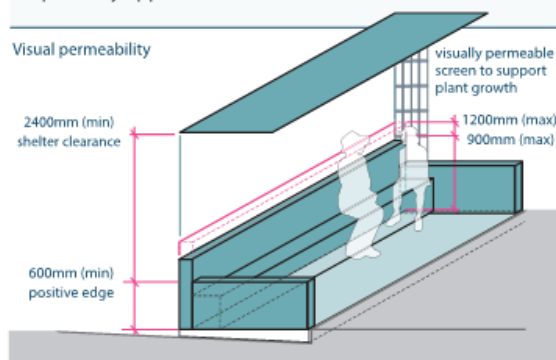 Visual permeability
visually permeable
screen to support
plant growth
2400mm (min)
shelter clearance
1200mm (max)
900mm (max)
600mm (min)
positive edge